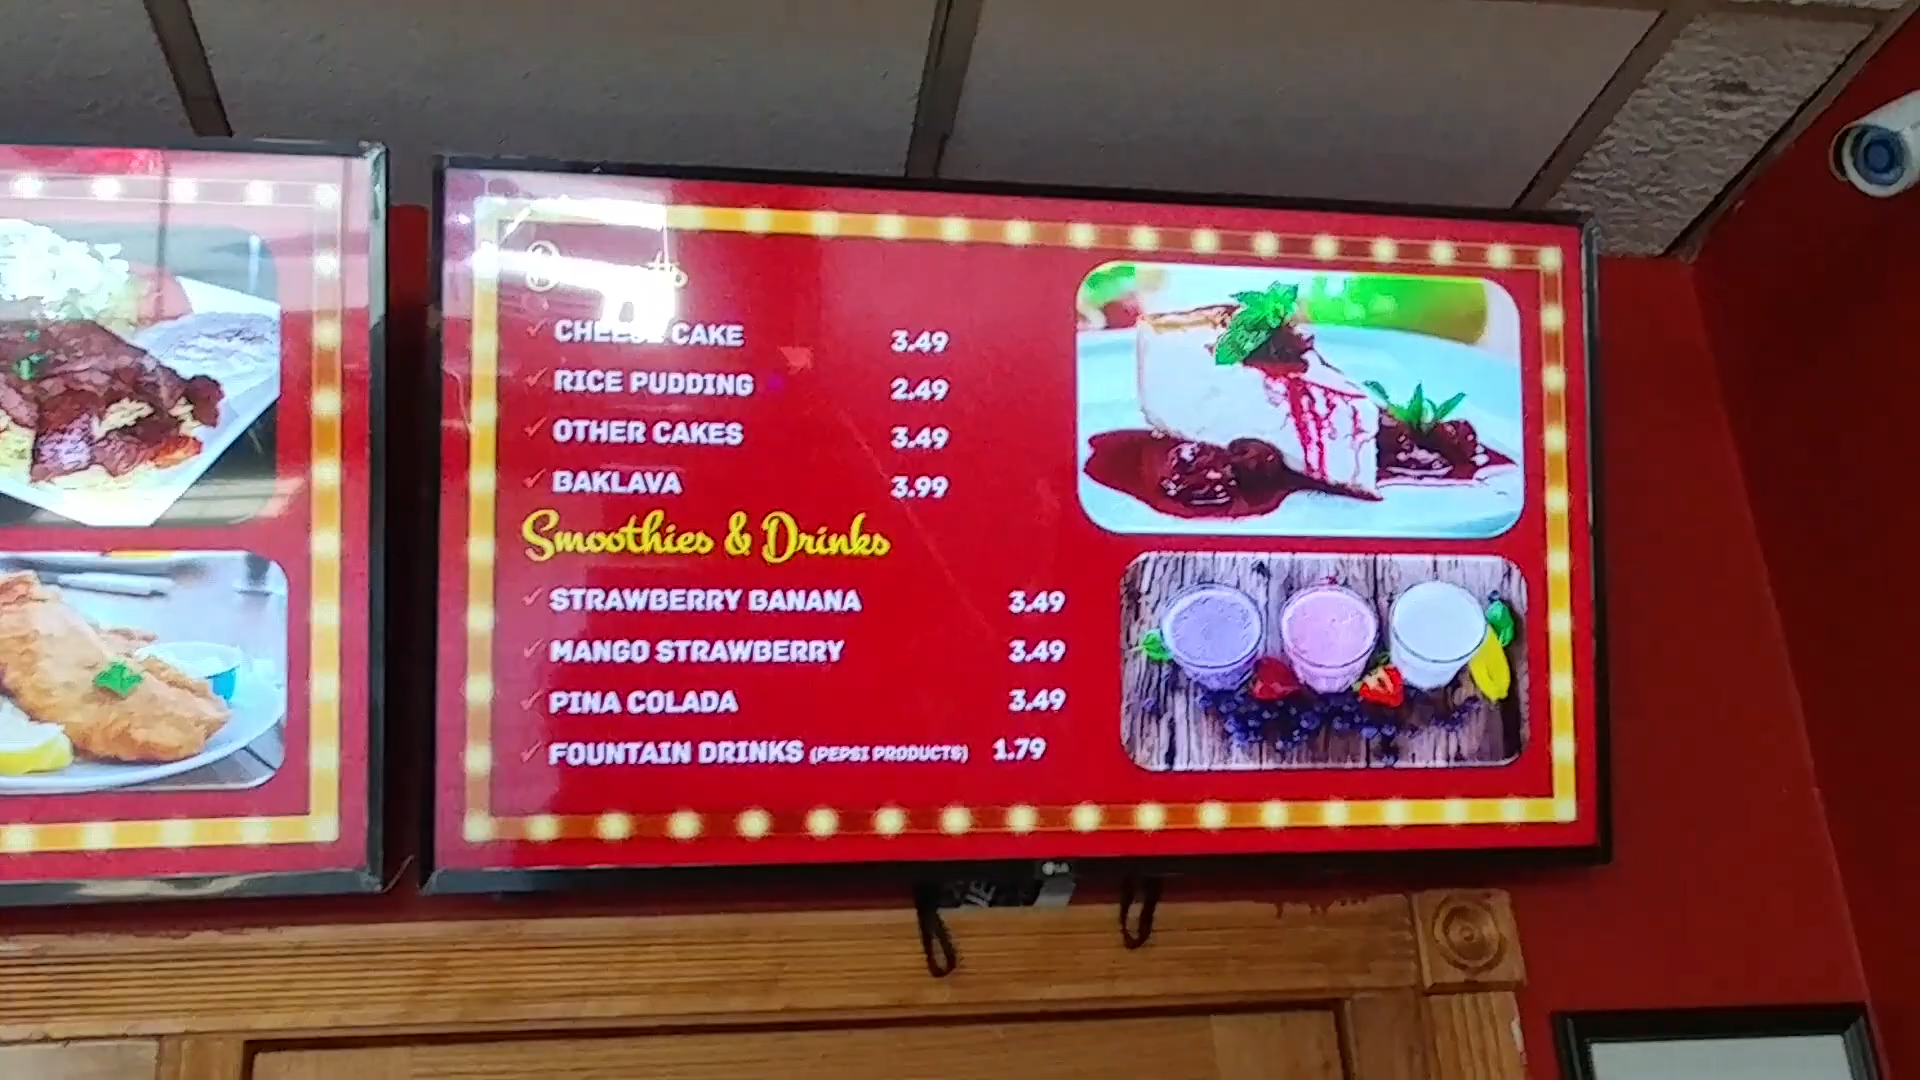 CHEESE CAKE 3.49
RICE PUDDING 2.49
OTHER CAKES 3.49
BAKLAVA 3.99
Smoothies & Drinks
STRAWBERRY BANANA 3.49
MANGO STRAWBERRY 3.49
PINA COLADA 3.49
FOUNTAIN DRINKS (PEPSI PRODUCTS) 1.79
LG